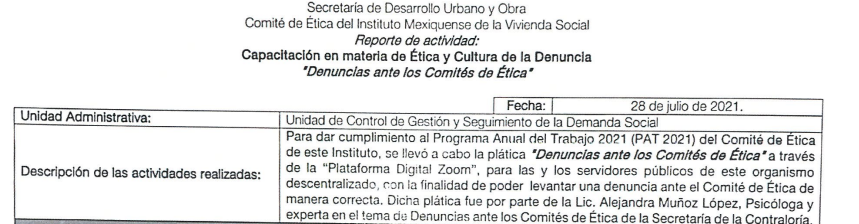 Secretaría de Desarrollo Urbano y Obra
Comité de Ética del Instituto Mexiquense de la Vivienda Social
Reporte de actividad:
Capacitación en materia de Ética y Cultura de la Denuncia
"Denuncias ante los Comités de Ética"
Fecha: 28 de julio de 2021.
Unidad Administrativa: Unidad de Control de Gestión y Seguimiento de la Demanda Social
Descripción de las actividades realizadas:
Para dar cumplimiento al Programa Anual del Trabajo 2021 (PAT 2021) del Comité de Ética
de este Instituto, se llevó a cabo la plática "Denuncias ante los Comités de Ética" a través
de la "Plataforma Digital Zoom", para las y los servidores públicos de este organismo
descentralizado, con la finalidad de poder levantar una denuncia ante el Comité de Ética de
manera correcta. Dicha plática fue por parte de la Lic. Alejandra Muñoz López, Psicóloga y
experta en el tema de Denuncias ante los Comités de Ética de la Secretaría de la Contraloría.